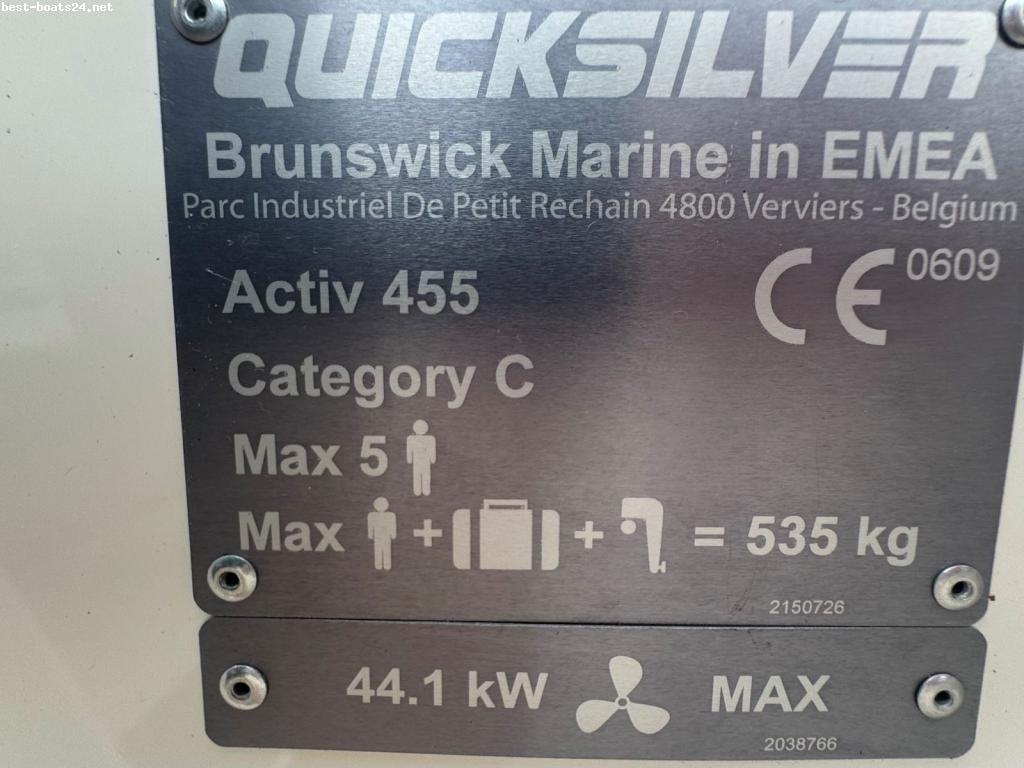 best-boats24.net
QUICKSILVER
Brunswick Marine in EMEA
Parc Industriel De Petit Rechain 4800 Verviers - Belgium
Activ 455
CE 0609
Category C
Max 5
Max + + = 535 kg
2150726
44.1 kW MAX
2038766